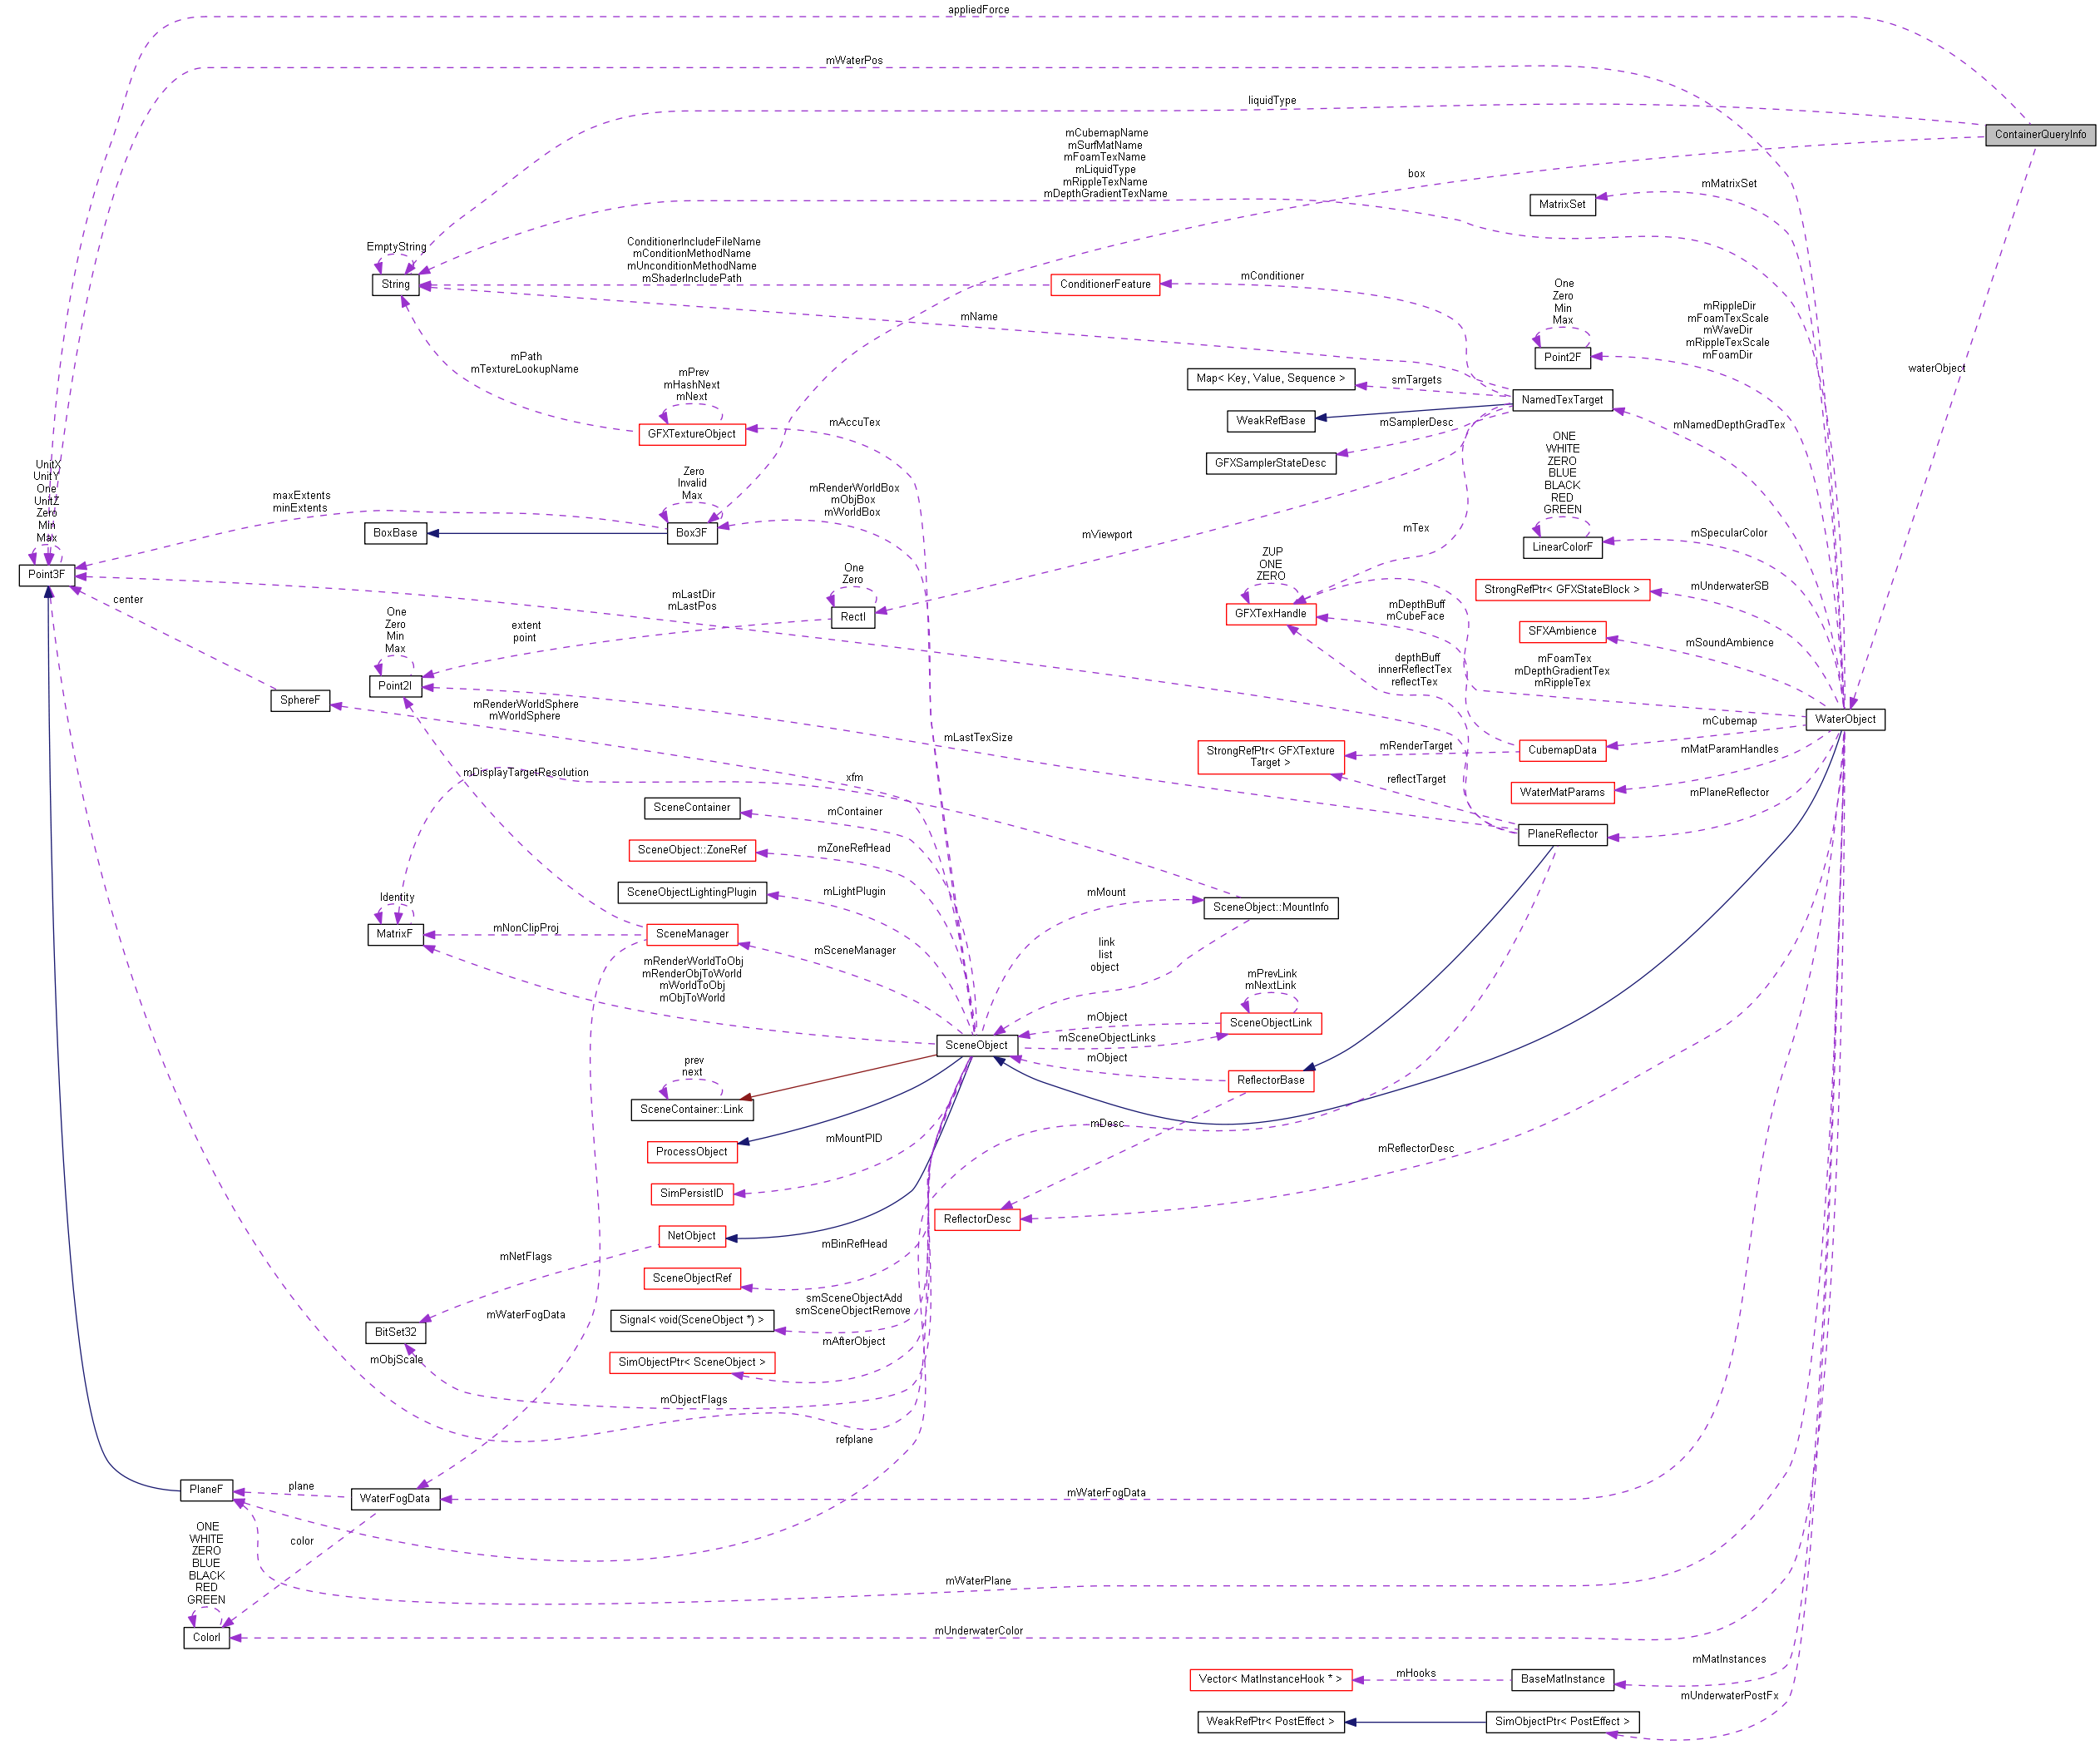 appliedForce
mWaterPos
liquidType
ContainerQueryInfo
mCubemapName
mSurfMatName
mFoamTexName
mLiquidType
mRippleTexName
mDepthGradientTexName
box
mMatrixSet
MatrixSet
EmptyString
String
ConditionerIncludeFileName
mConditionMethodName
mUnconditionMethodName
mShaderIncludePath
ConditionerFeature
mConditioner
One
Zero
Min
Max
Point2F
mRippleDir
mFoamTexScale
mWaveDir
mRippleTexScale
mFoamDir
mName
mPath
mTextureLookupName
mPrev
mHashNext
mNext
GFXTextureObject
mAccuTex
Map< Key, Value, Sequence >
smTargets
NamedTexTarget
waterObject
WeakRefBase
mSamplerDesc
GFXSamplerStateDesc
mNamedDepthGradTex
ONE
WHITE
ZERO
BLUE
BLACK
RED
GREEN
LinearColorF
mSpecularColor
UnitX
UnitY
One
UnitZ
Zero
Min
Max
Point3F
maxExtents
minExtents
BoxBase
Zero
Invalid
Max
Box3F
mRenderWorldBox
mObjBox
mWorldBox
mViewport
mTex
ZUP
ONE
ZERO
GFXTexHandle
mDepthBuff
mCubeFace
StrongRefPtr< GFXStateBlock >
mUnderwaterSB
center
One
Zero
RectI
mLastDir
mLastPos
One
Zero
Min
Max
Point2I
extent
point
SFXAmbience
mSoundAmbience
depthBuff
innerReflectTex
reflectTex
mFoamTex
mDepthGradientTex
mRippleTex
SphereF
mRenderWorldSphere
mWorldSphere
mLastTexSize
WaterObject
mCubemap
CubemapData
mRenderTarget
StrongRefPtr< GFXTexture
Target >
mMatParamHandles
reflectTarget
WaterMatParams
mPlaneReflector
mDisplayTargetResolution
xfm
SceneContainer
mContainer
PlaneReflector
SceneObject::ZoneRef
mZoneRefHead
SceneObjectLightingPlugin
mLightPlugin
mMount
SceneObject::MountInfo
Identity
MatrixF
mNonClipProj
SceneManager
mSceneManager
link
list
object
mRenderWorldToObj
mRenderObjToWorld
mWorldToObj
mObjToWorld
mPrevLink
mNextLink
SceneObjectLink
mObject
mSceneObjectLinks
SceneObject
mObject
ReflectorBase
prev
next
SceneContainer::Link
mDesc
mReflectorDesc
ProcessObject
mMountPID
SimPersistID
ReflectorDesc
NetObject
mBinRefHead
mNetFlags
SceneObjectRef
smSceneObjectAdd
smSceneObjectRemove
Signal< void(SceneObject *) >
mWaterFogData
BitSet32
mAfterObject
mObjScale
SimObjectPtr< SceneObject >
mObjectFlags
refplane
PlaneF
plane
WaterFogData
mWaterFogData
color
ONE
WHITE
ZERO
BLUE
BLACK
RED
GREEN
ColorI
mWaterPlane
mUnderwaterColor
mMatInstances
Vector< MatInstanceHook * >
mHooks
BaseMatInstance
mUnderwaterPostFx
WeakRefPtr< PostEffect >
SimObjectPtr< PostEffect >